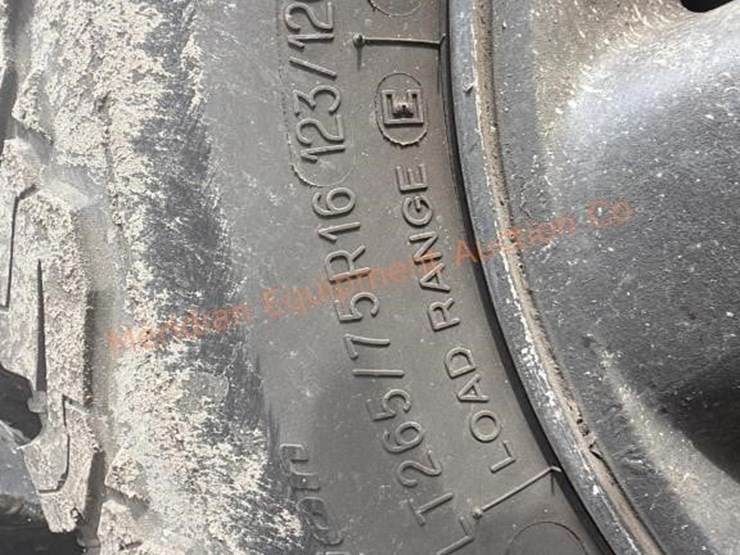 LT265/75R16 123/12
LOAD RANGE E
Meridian Equipment Auction Co